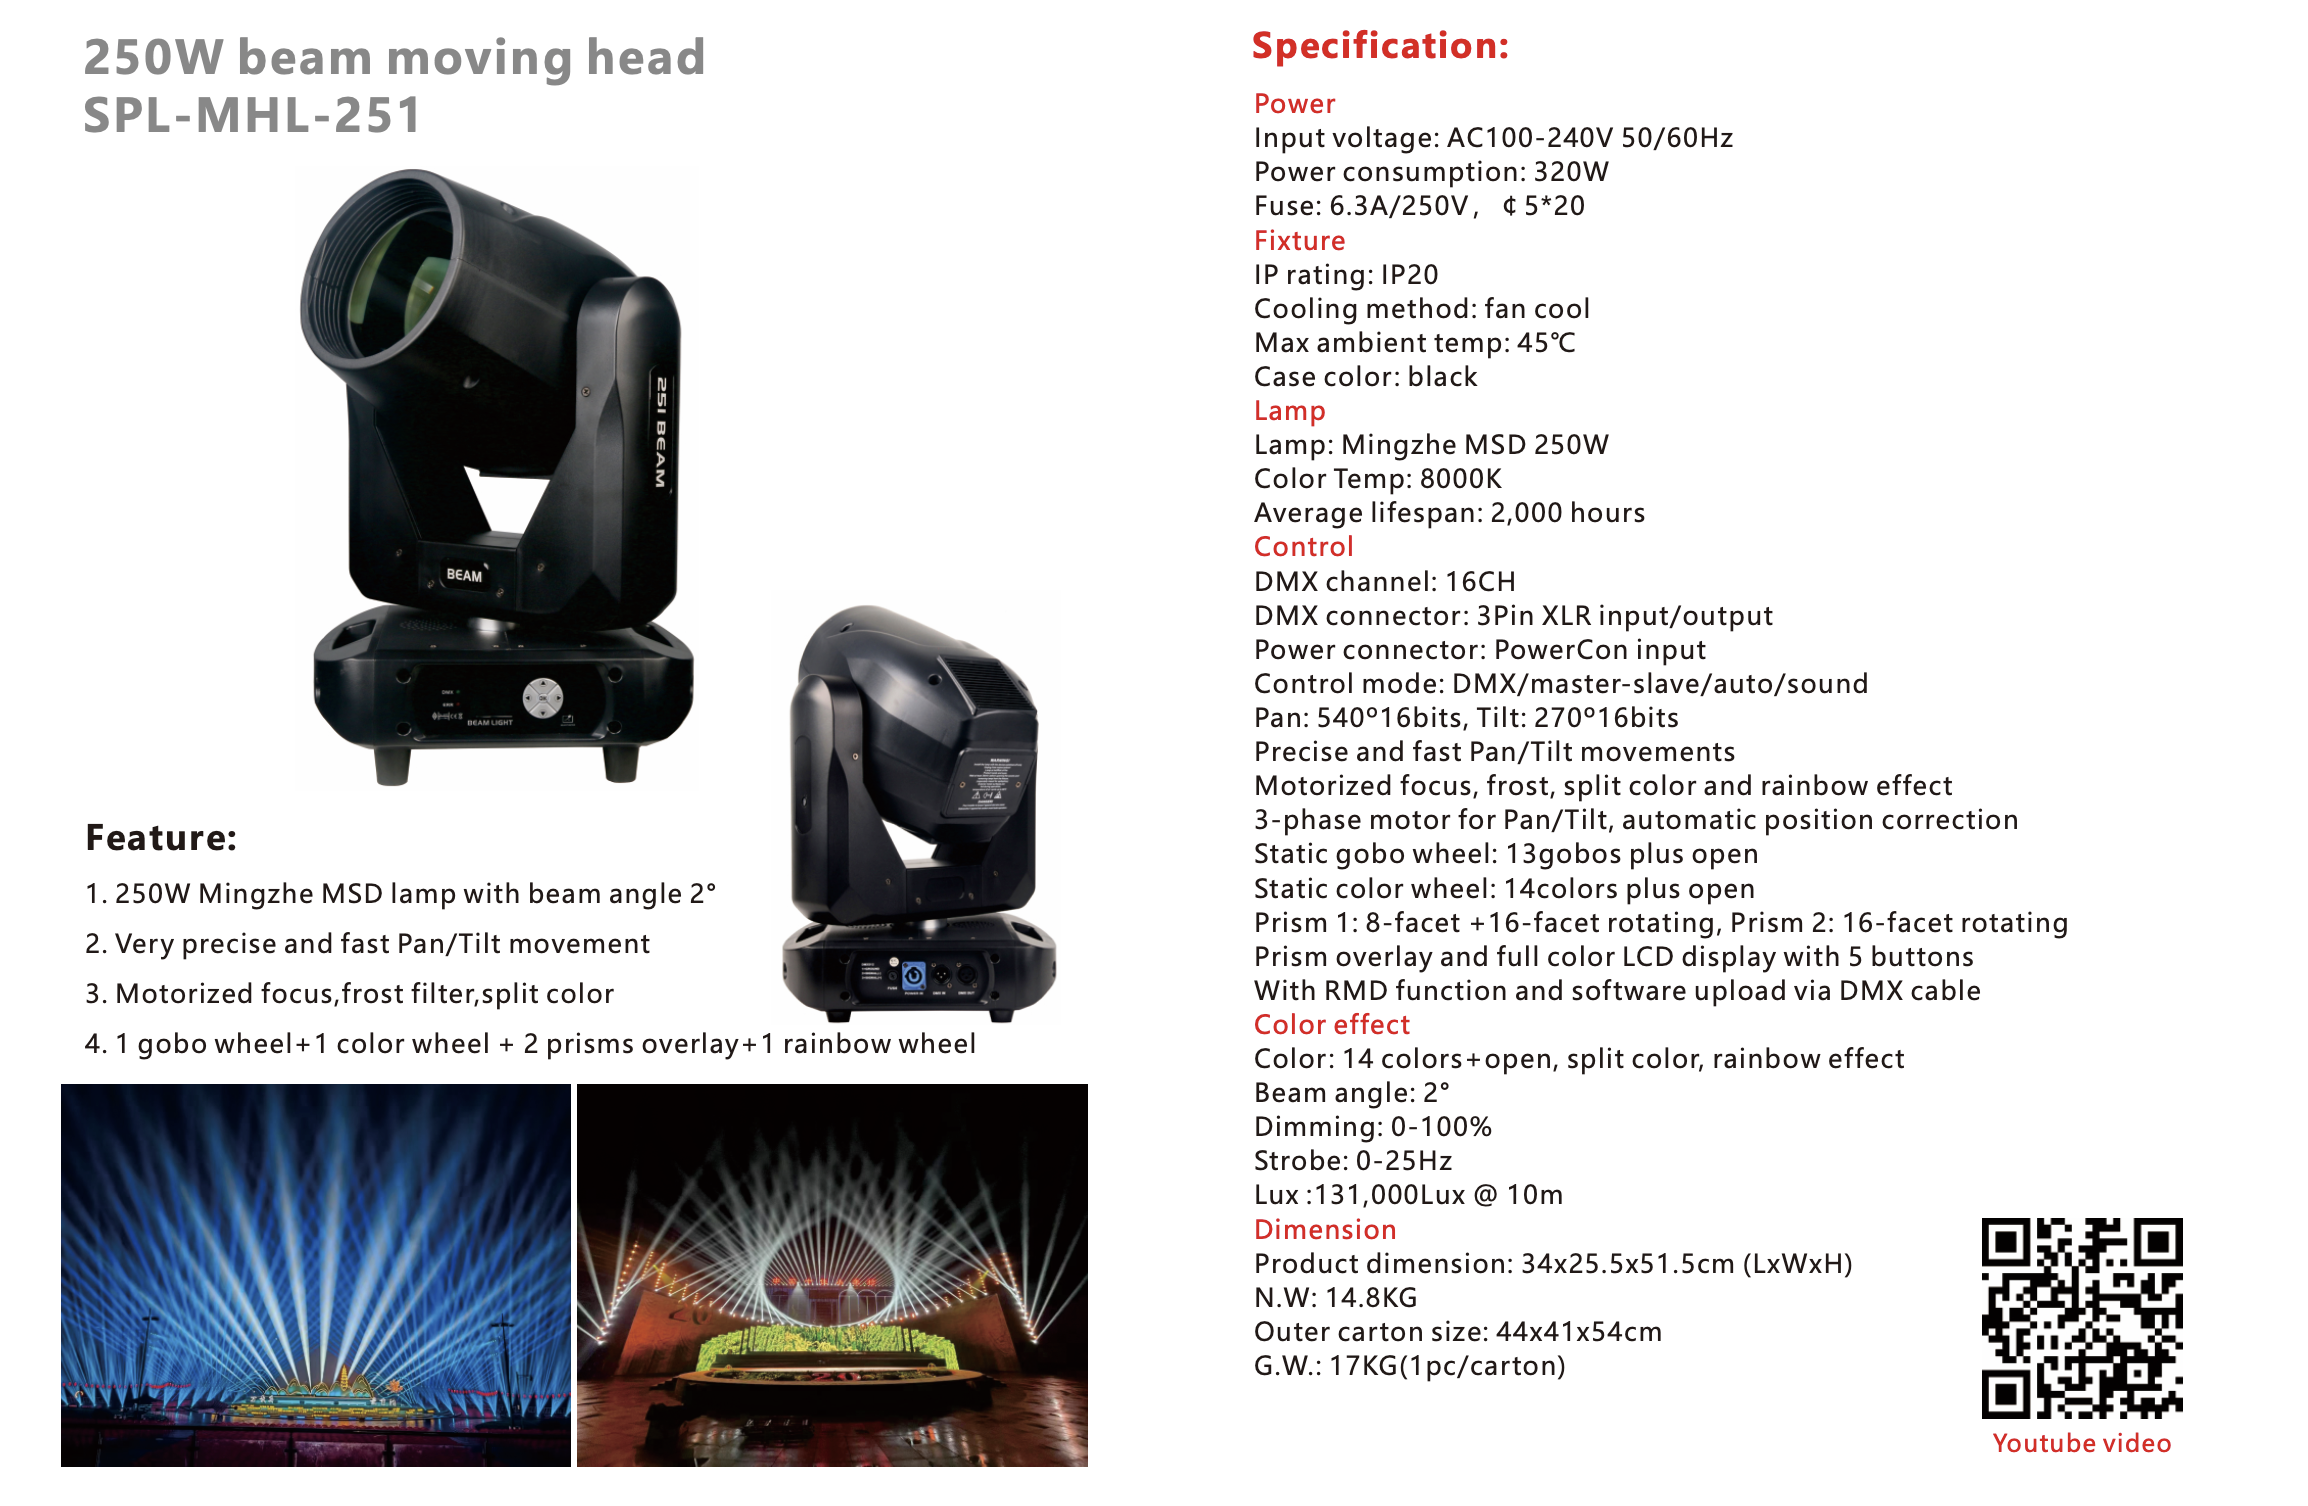 250W beam moving head
SPL-MHL-251
251 BEAM
BEAM
DMX
BEAM LIGHT
Feature:
1. 250W Mingzhe MSD lamp with beam angle 2°
2. Very precise and fast Pan/Tilt movement
3. Motorized focus,frost filter,split color
4. 1 gobo wheel+1 color wheel + 2 prisms overlay+1 rainbow wheel
Specification:
Power
Input voltage: AC100-240V 50/60Hz
Power consumption: 320W
Fuse: 6.3A/250V, ¢ 5*20
Fixture
IP rating: IP20
Cooling method: fan cool
Max ambient temp: 45℃
Case color: black
Lamp
Lamp: Mingzhe MSD 250W
Color Temp: 8000K
Average lifespan: 2,000 hours
Control
DMX channel: 16CH
DMX connector: 3Pin XLR input/output
Power connector: PowerCon input
Control mode: DMX/master-slave/auto/sound
Pan: 540º16bits, Tilt: 270º16bits
Precise and fast Pan/Tilt movements
Motorized focus, frost, split color and rainbow effect
3-phase motor for Pan/Tilt, automatic position correction
Static gobo wheel: 13gobos plus open
Static color wheel: 14colors plus open
Prism 1: 8-facet +16-facet rotating, Prism 2: 16-facet rotating
Prism overlay and full color LCD display with 5 buttons
With RMD function and software upload via DMX cable
Color effect
Color: 14 colors+open, split color, rainbow effect
Beam angle: 2°
Dimming: 0-100%
Strobe: 0-25Hz
Lux :131,000Lux @ 10m
Dimension
Product dimension: 34x25.5x51.5cm (LxWxH)
N.W: 14.8KG
Outer carton size: 44x41x54cm
G.W.: 17KG(1pc/carton)
Youtube video